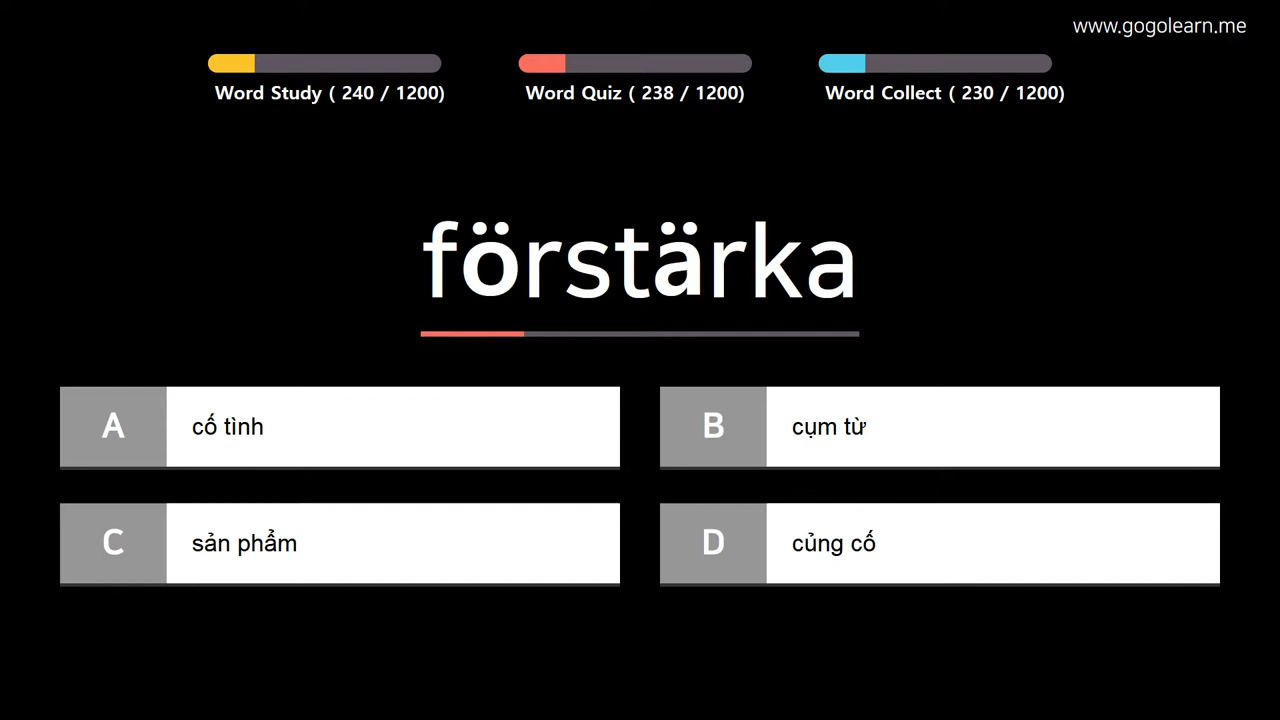 www.gogolearn.me
Word Study ( 240 / 1200)
Word Quiz ( 238 / 1200)
Word Collect ( 230 / 1200)
förstärka
A cố tình
B cụm từ
C sản phẩm
D củng cố